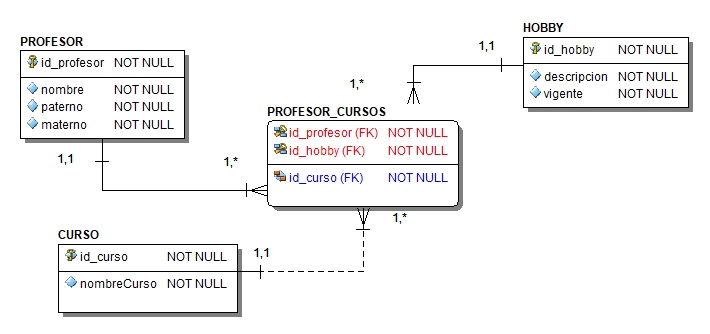 PROFESOR
id_profesor NOT NULL
nombre NOT NULL
paterno NOT NULL
materno NOT NULL
1,1
1,*
HOBBY
1,1
id_hobby NOT NULL
descripcion NOT NULL
vigente NOT NULL
1,*
PROFESOR_CURSOS
id_profesor (FK) NOT NULL
id_hobby (FK) NOT NULL
id_curso (FK) NOT NULL
1,*
CURSO
1,1
id_curso NOT NULL
nombreCurso NOT NULL